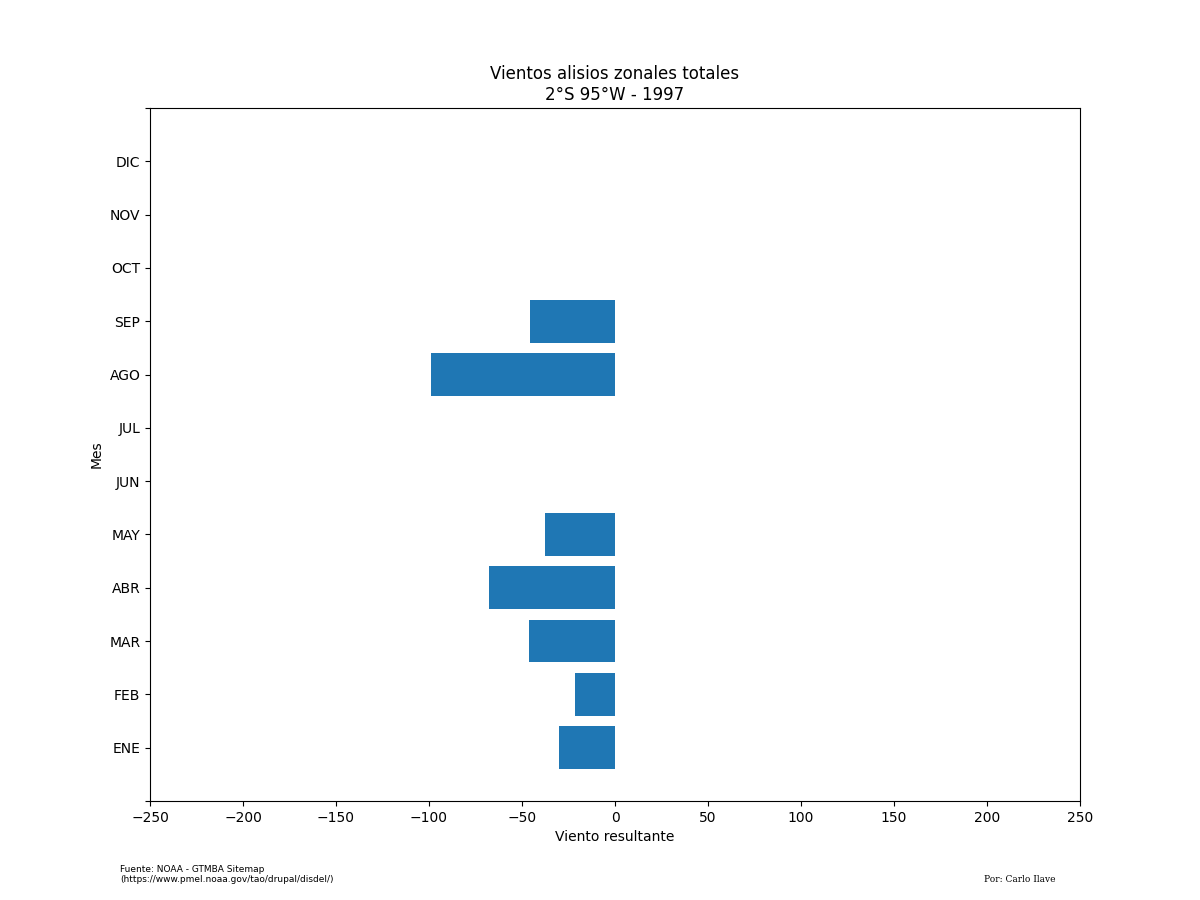 Vientos alisios zonales totales
2°S 95°W - 1997
DIC
NOV
OCT
SEP
AGO
JUL
JUN
MAY
ABR
MAR
FEB
ENE
Mes
−250 −200 −150 −100 −50 0 50 100 150 200 250
Viento resultante
Fuente: NOAA - GTMBA Sitemap
(https://www.pmel.noaa.gov/tao/drupal/disdel/)
Por: Carlo Ilave